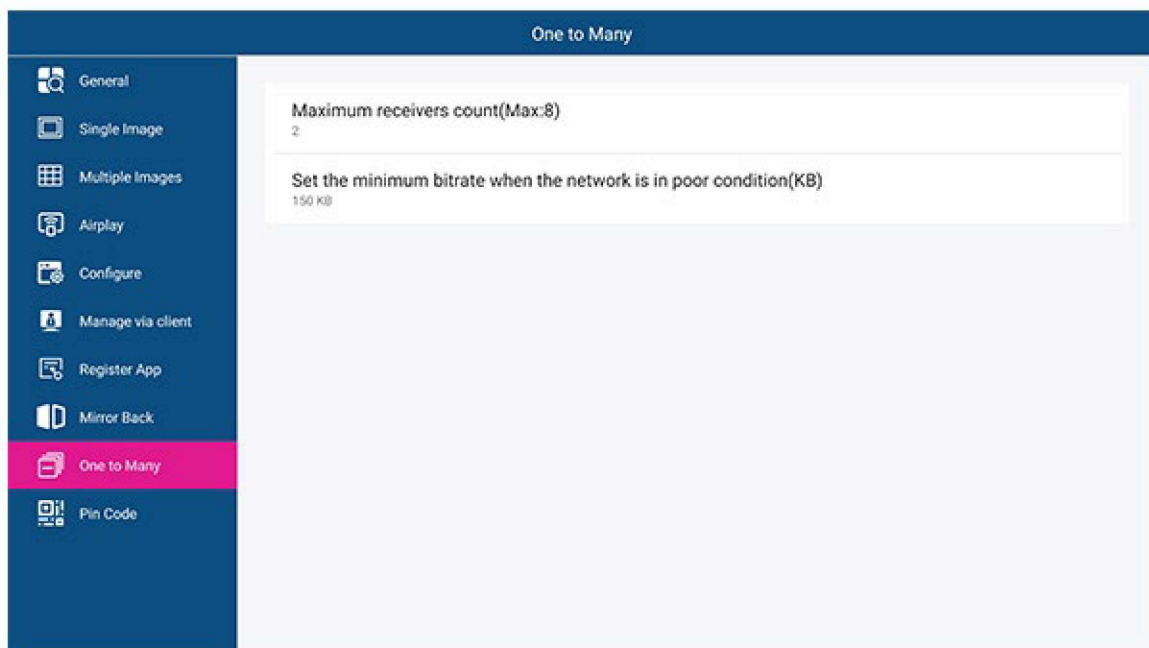 One to Many
General
Single Image
Multiple Images
Airplay
Configure
Manage via client
Register App
Mirror Back
One to Many
Pin Code
Maximum receivers count(Max:8)
2
Set the minimum bitrate when the network is in poor condition(KB)
150 KB